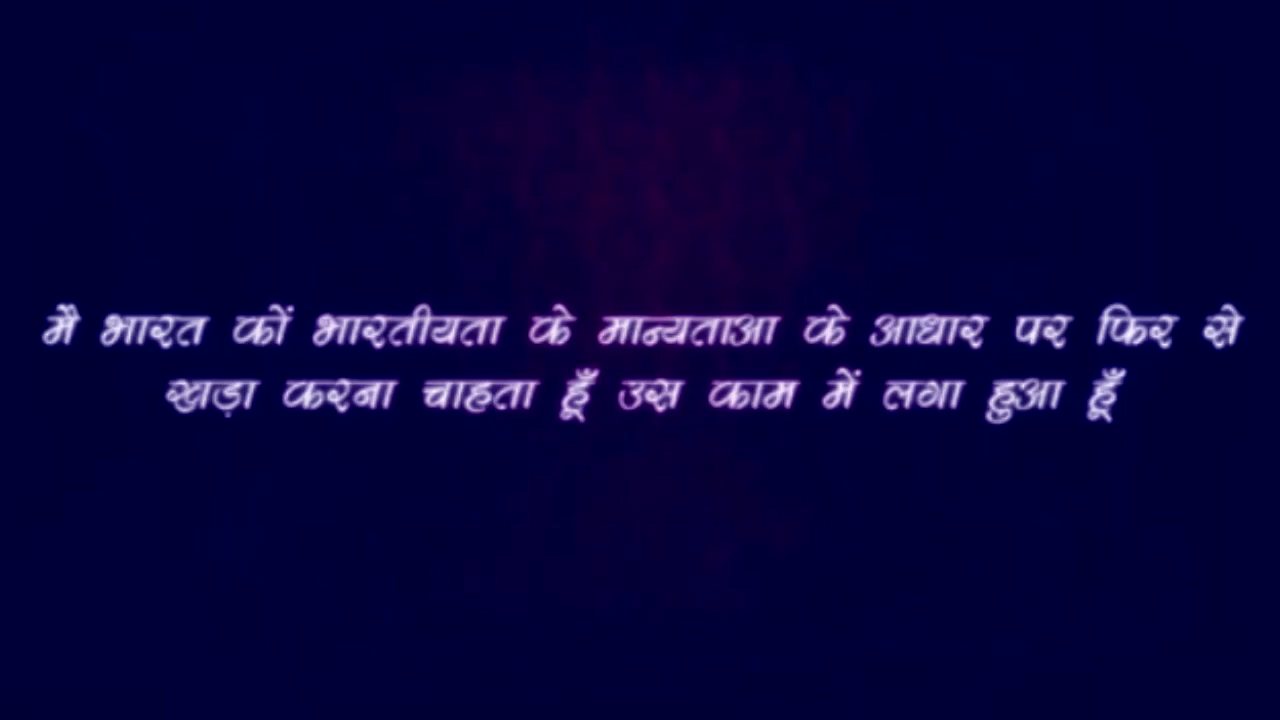 मै भारत कों भारतीयता के मान्यताआ के आधार पर फिर से
खड़ा करना चाहता हूँ उस काम में लगा हुआ हूँ